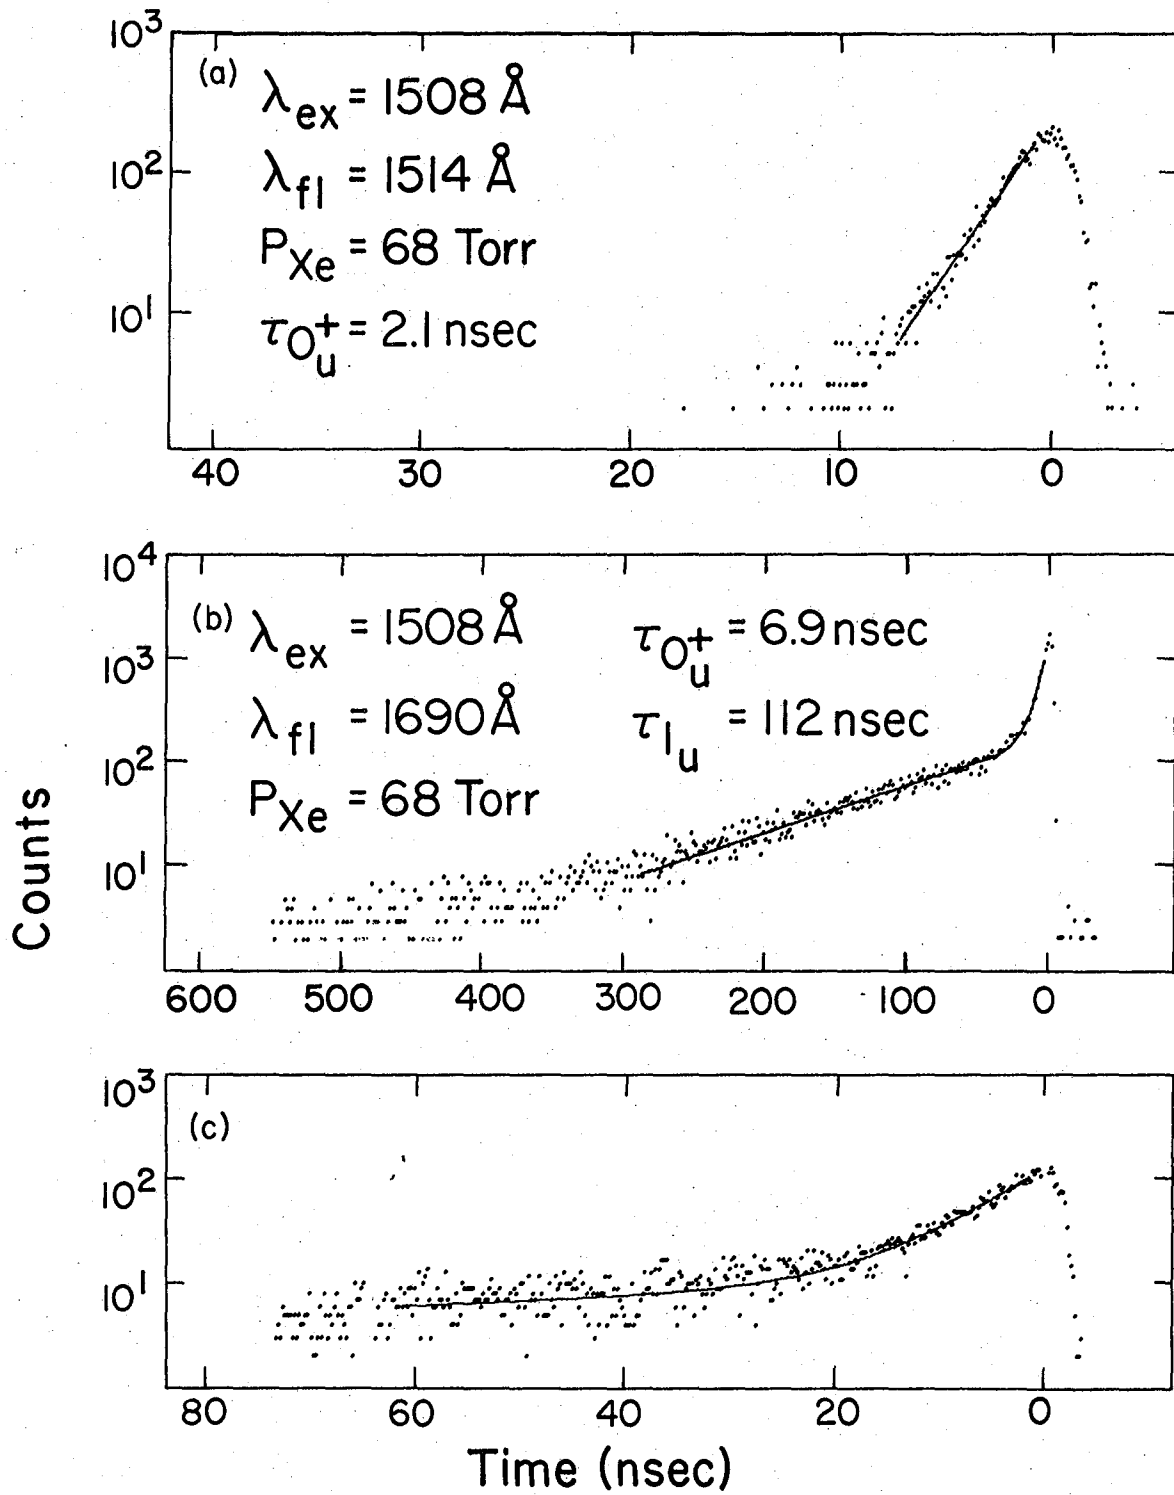 10³
(a) λex = 1508 Å
10²
λfl = 1514 Å
PXe = 68 Torr
10¹
τ0u+ = 2.1 nsec
40 30 20 10 0
10⁴
(b) λex = 1508 Å τ0u+ = 6.9 nsec
10³
λfl = 1690 Å τ1u = 112 nsec
10²
PXe = 68 Torr
10¹
600 500 400 300 200 100 0
Counts
10³
(c)
10²
10¹
80 60 40 20 0
Time (nsec)